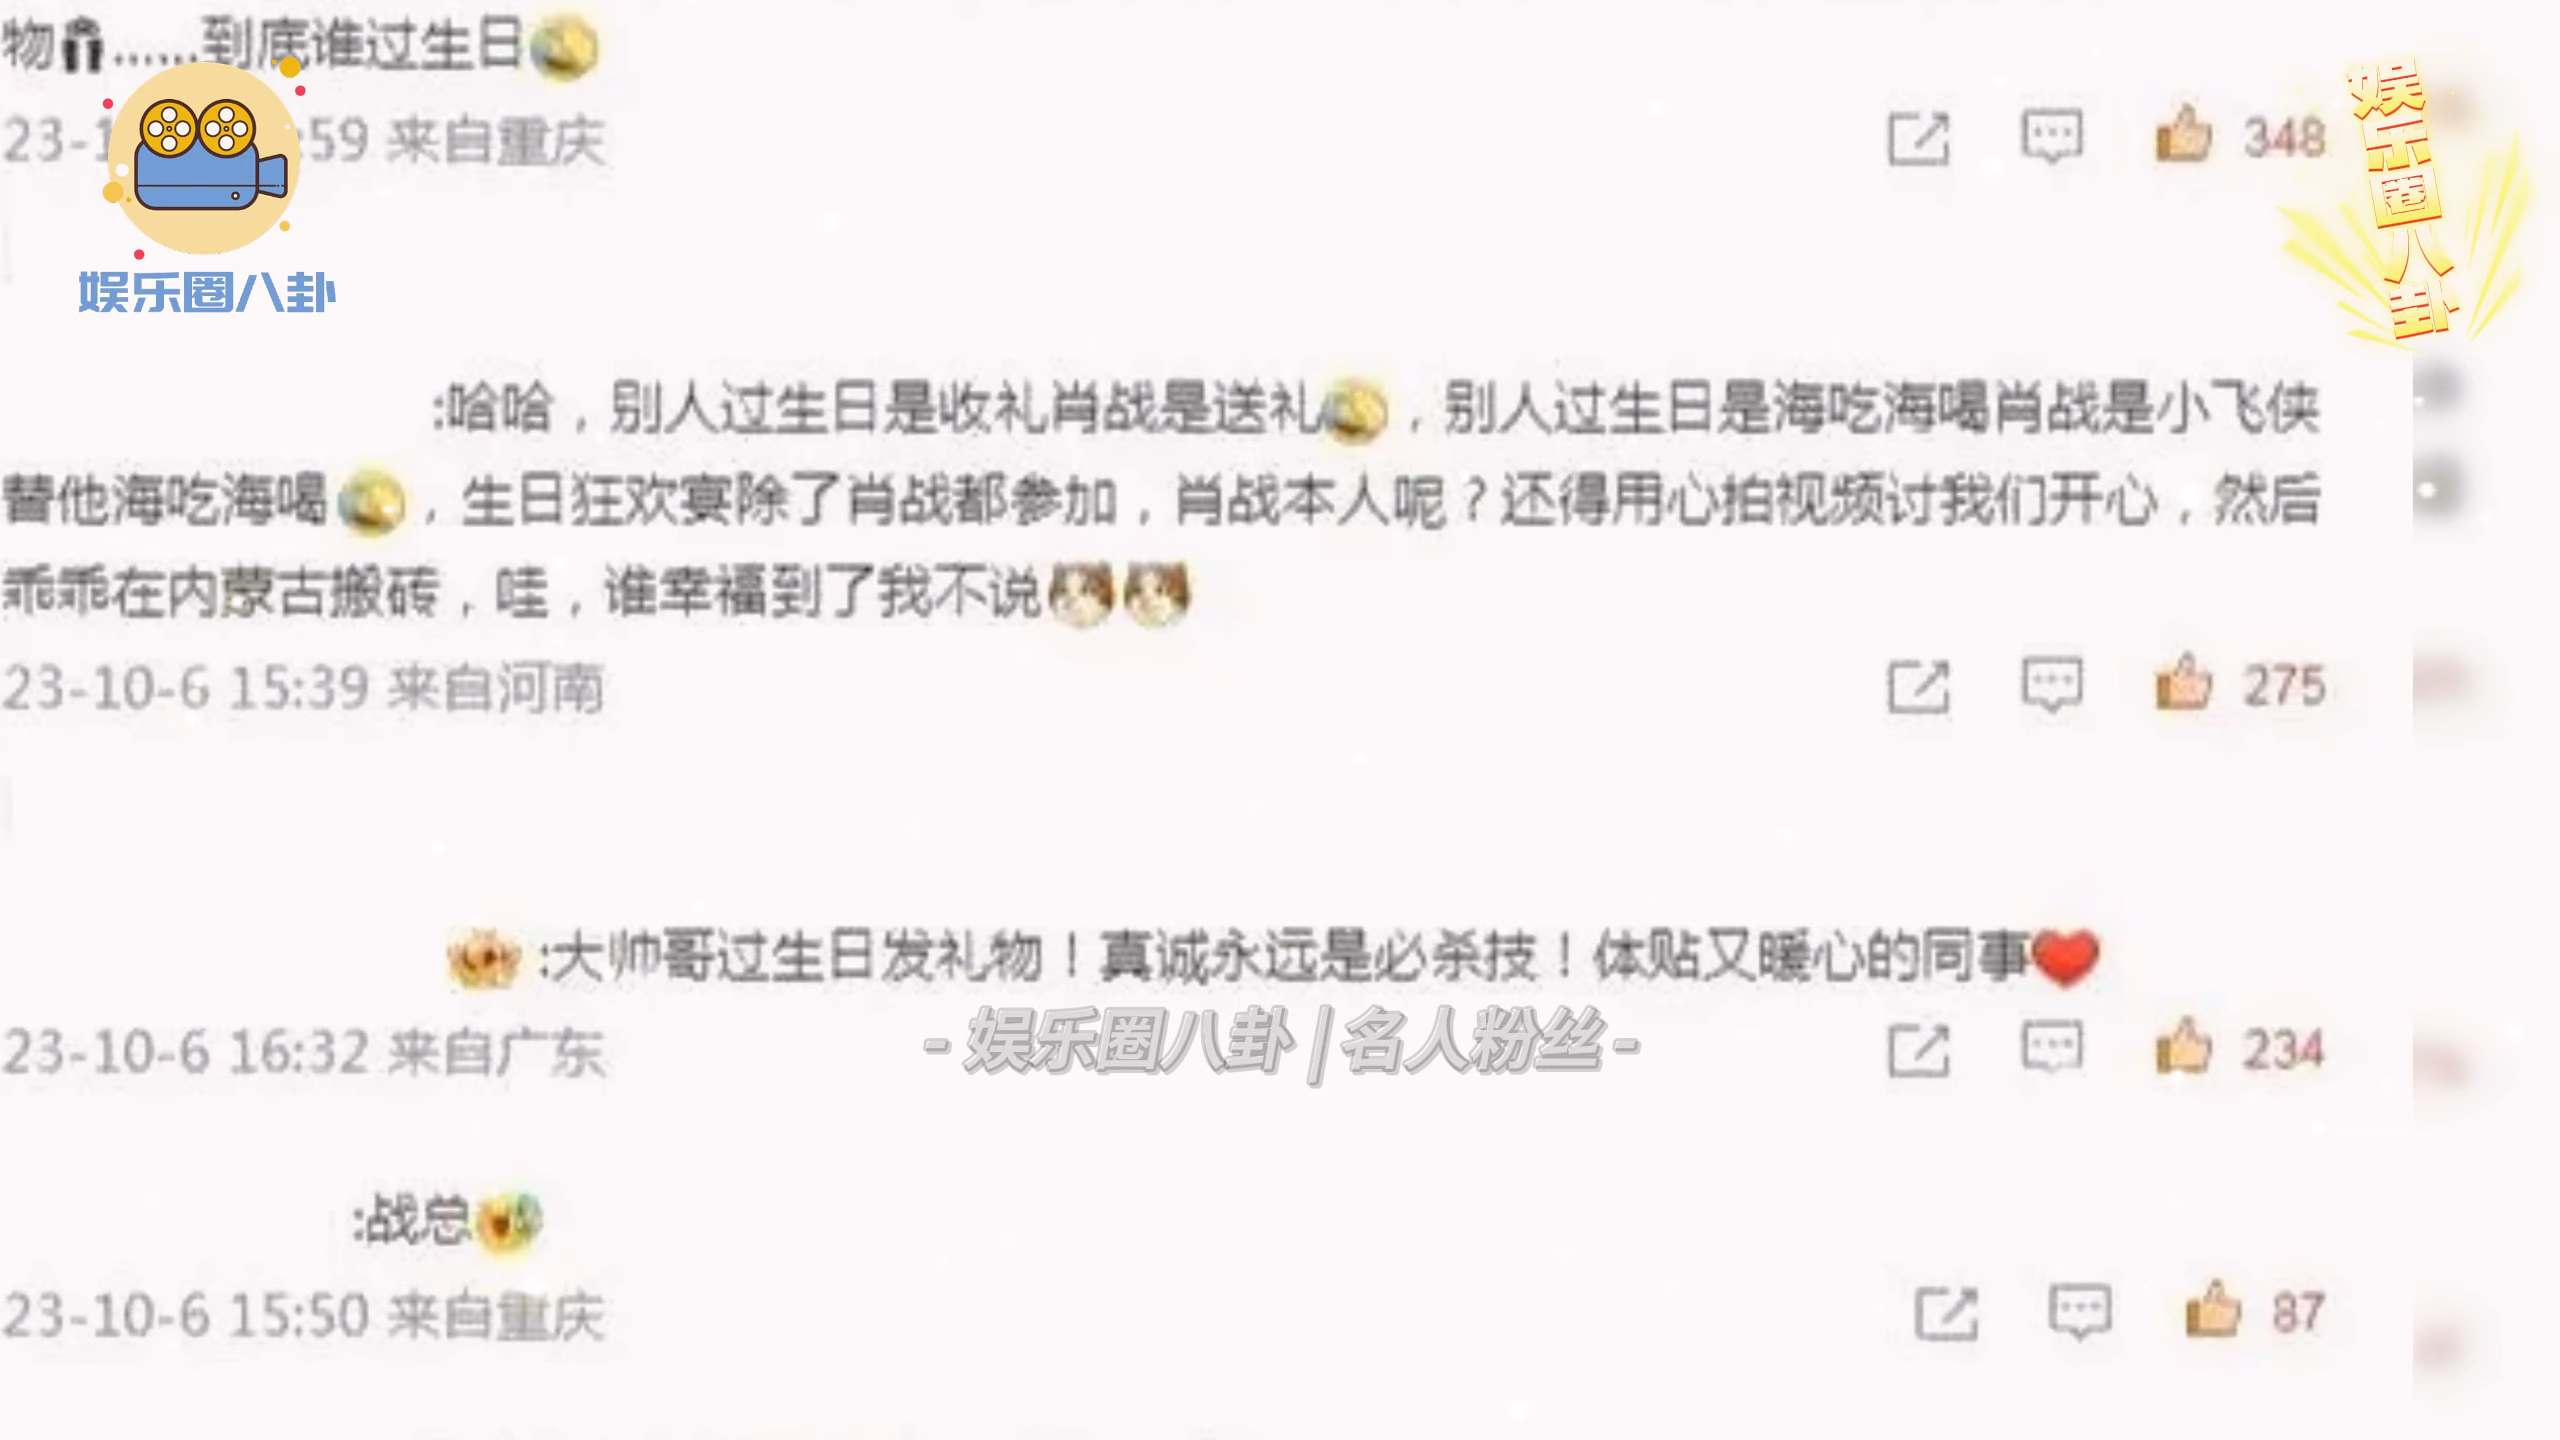 物……到底谁过生日
:59 来自重庆
348
娱乐圈八卦
娱乐圈八卦
:哈哈，别人过生日是收礼肖战是送礼，别人过生日是海吃海喝肖战是小飞侠
替他海吃海喝，生日狂欢宴除了肖战都参加，肖战本人呢？还得用心拍视频讨我们开心，然后
乖乖在内蒙古搬砖，哇，谁幸福到了我不说
23-10-6 15:39 来自河南
275
:大帅哥过生日发礼物！真诚永远是必杀技！体贴又暖心的同事
- 娱乐圈八卦 | 名人粉丝 -
23-10-6 16:32 来自广东
234
:战总
23-10-6 15:50 来自重庆
87